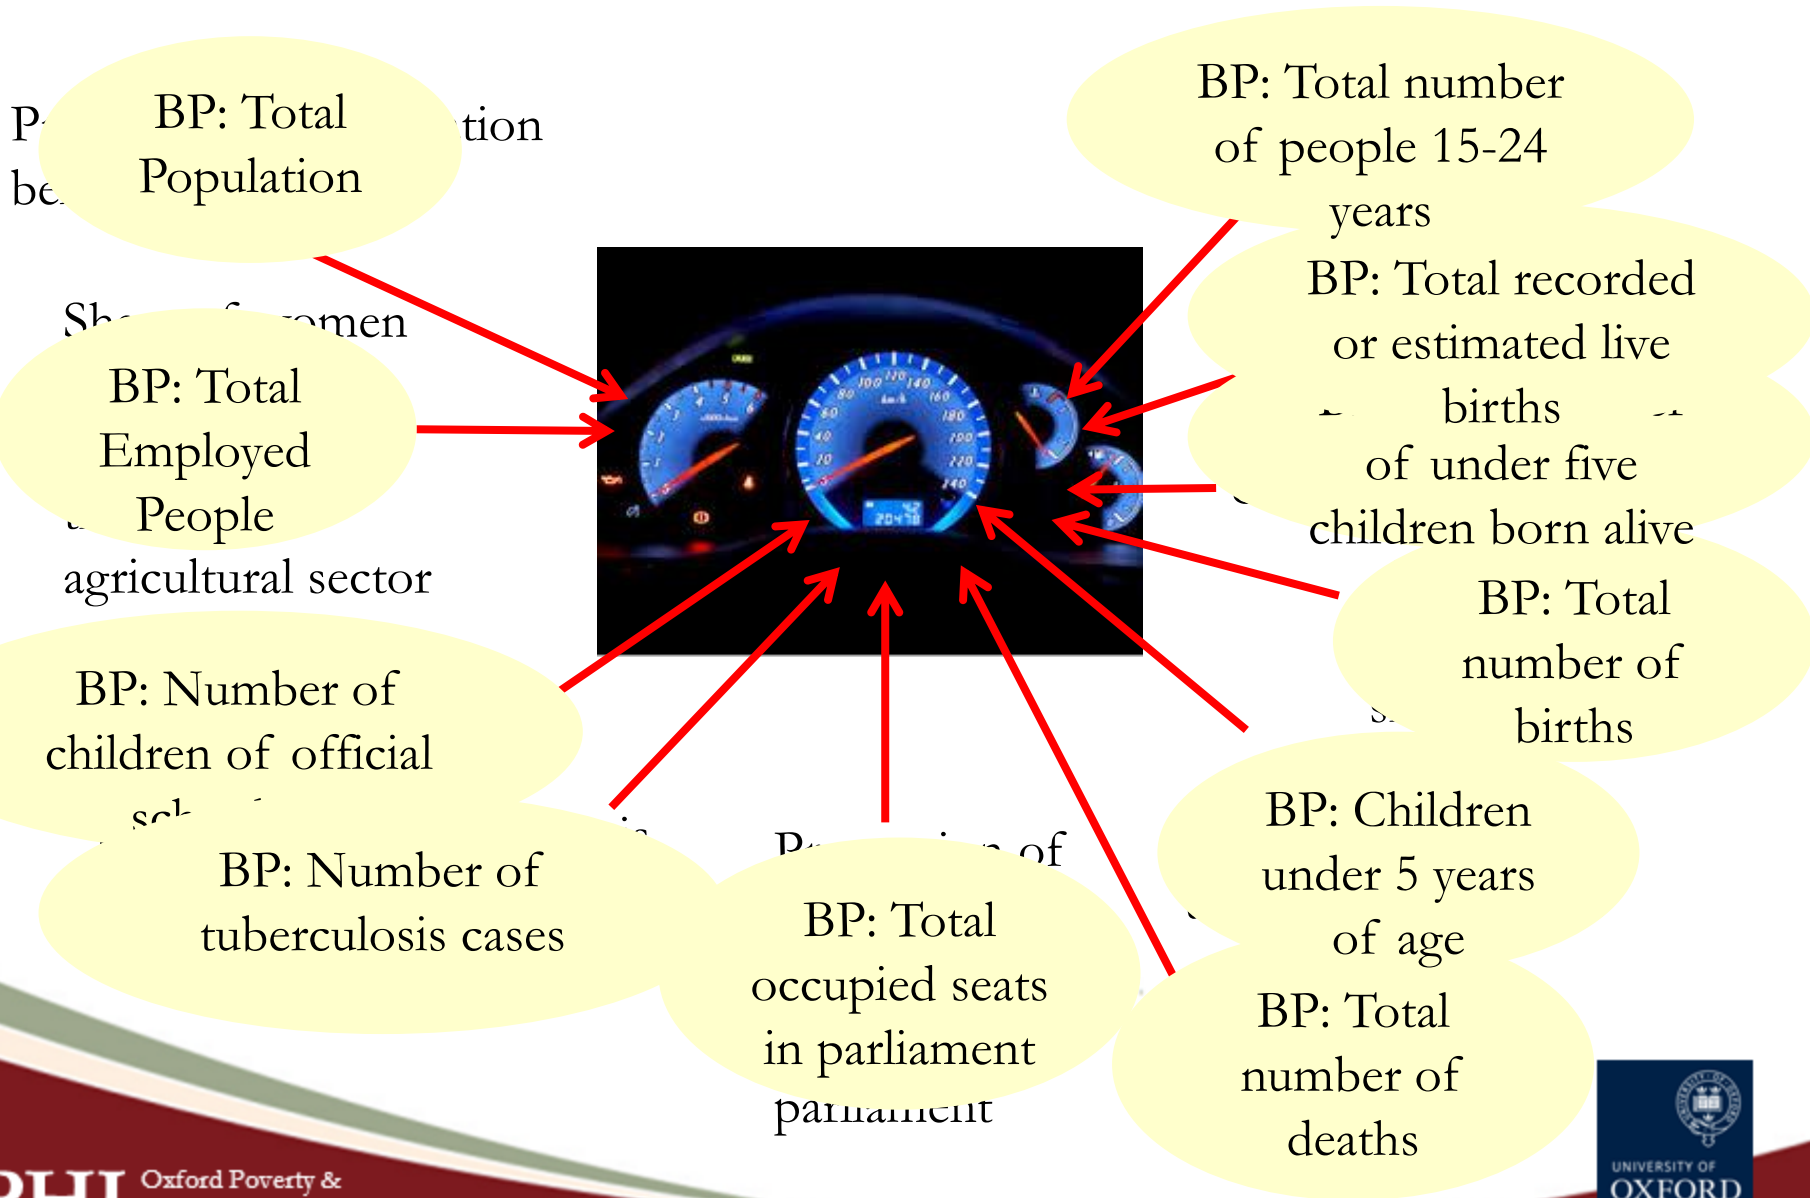 BP: Total
Population
tion
BP: Total number
of people 15-24
years
women
BP: Total
Employed
People
agricultural sector
BP: Total recorded
or estimated live
births
of under five
children born alive
BP: Total
number of
births
BP: Number of
children of official
BP: Number of
tuberculosis cases
of
BP: Total
occupied seats
in parliament
parliament
BP: Children
under 5 years
of age
BP: Total
number of
deaths
Oxford Poverty &
UNIVERSITY OF
OXFORD